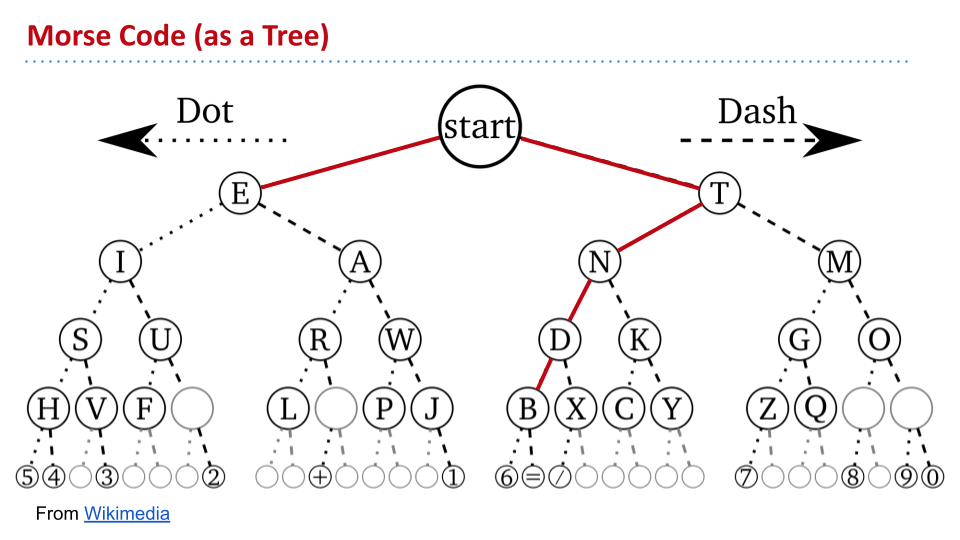 Morse Code (as a Tree)
Dot
start
Dash
E T
I A N M
S U R W D K G O
H V F L P J B X C Y Z Q
5 4 3 2 + 1 6 = / 7 8 9 0
From Wikimedia